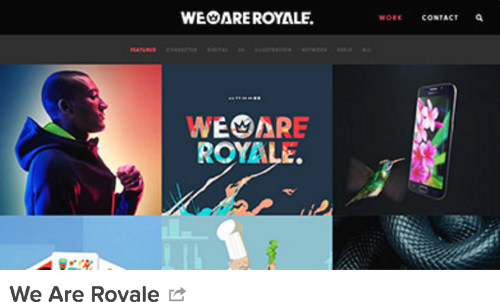 WE ARE ROYALE.
WORK CONTACT
FEATURED CHARACTER DIGITAL 3D ILLUSTRATION NETWORK REELS ALL
WE ARE
ROYALE.
We Are Royale